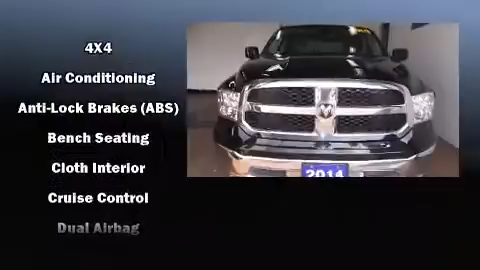 4X4
Air Conditioning
Anti-Lock Brakes (ABS)
Bench Seating
Cloth Interior
Cruise Control
Dual Airbag
2014